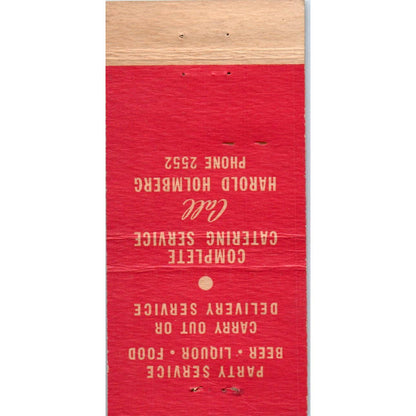 PARTY SERVICE
BEER • LIQUOR • FOOD
CARRY OUT OR
DELIVERY SERVICE
COMPLETE
CATERING SERVICE
Call
HAROLD HOLMBERG
PHONE 2552